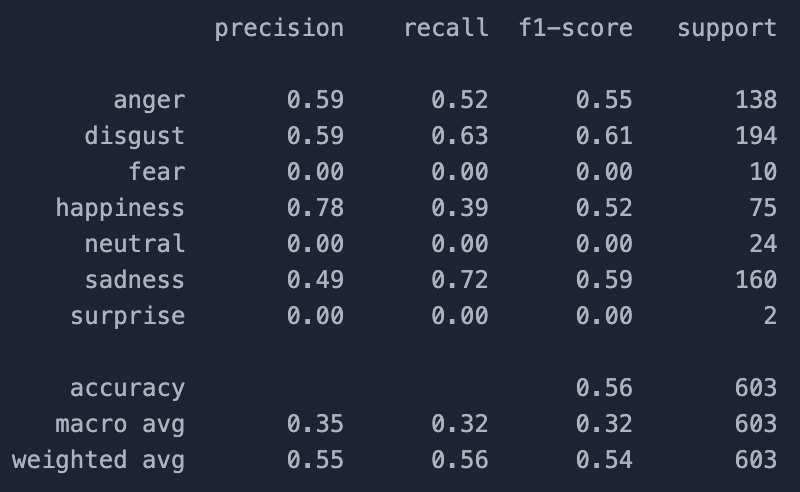 precision recall f1-score support
anger 0.59 0.52 0.55 138
disgust 0.59 0.63 0.61 194
fear 0.00 0.00 0.00 10
happiness 0.78 0.39 0.52 75
neutral 0.00 0.00 0.00 24
sadness 0.49 0.72 0.59 160
surprise 0.00 0.00 0.00 2
accuracy 0.56 603
macro avg 0.35 0.32 0.32 603
weighted avg 0.55 0.56 0.54 603